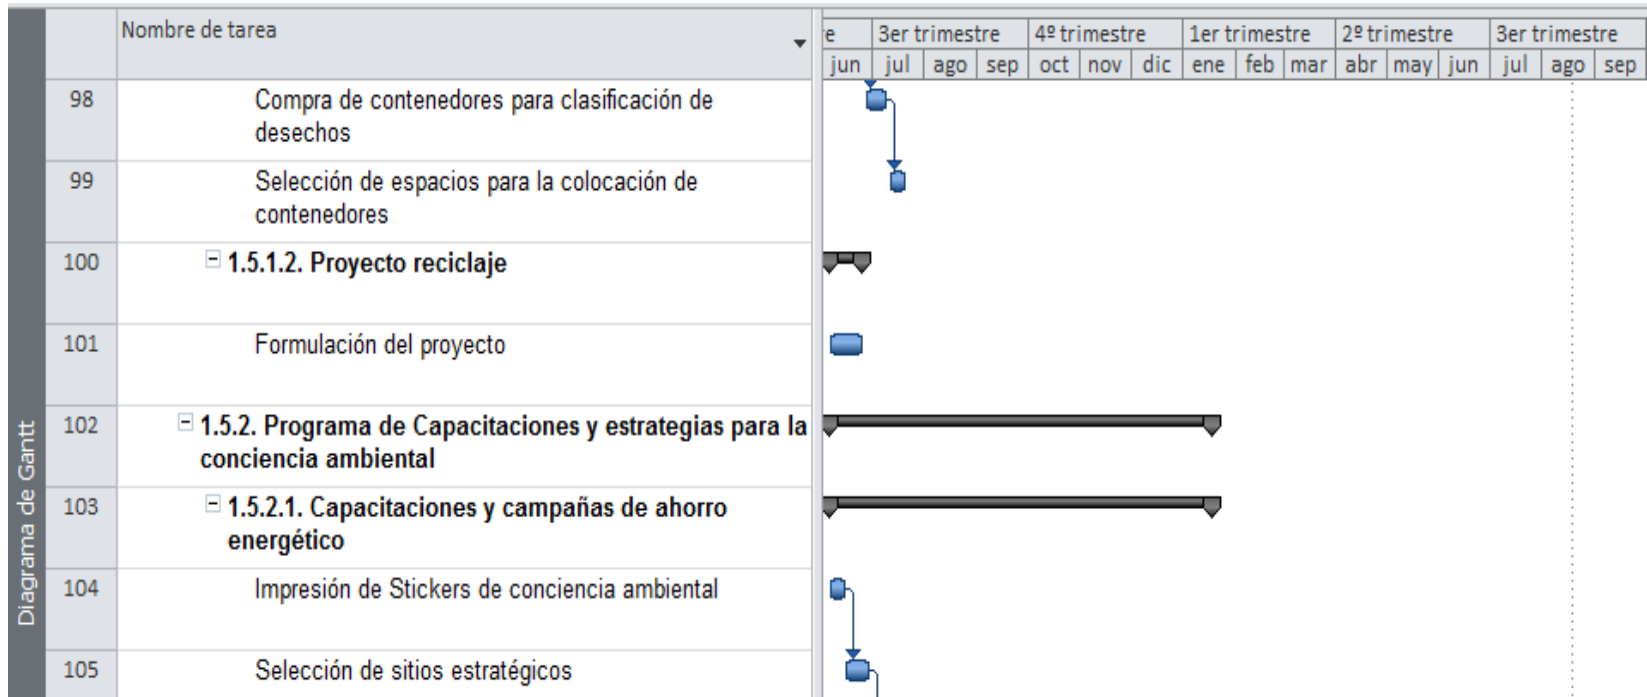 Nombre de tarea
e 3er trimestre 4º trimestre 1er trimestre 2º trimestre 3er trimestre
jun jul ago sep oct nov dic ene feb mar abr may jun jul ago sep
98 Compra de contenedores para clasificación de
desechos
99 Selección de espacios para la colocación de
contenedores
100 1.5.1.2. Proyecto reciclaje
101 Formulación del proyecto
102 1.5.2. Programa de Capacitaciones y estrategias para la
conciencia ambiental
103 1.5.2.1. Capacitaciones y campañas de ahorro
energético
104 Impresión de Stickers de conciencia ambiental
105 Selección de sitios estratégicos
Diagrama de Gantt